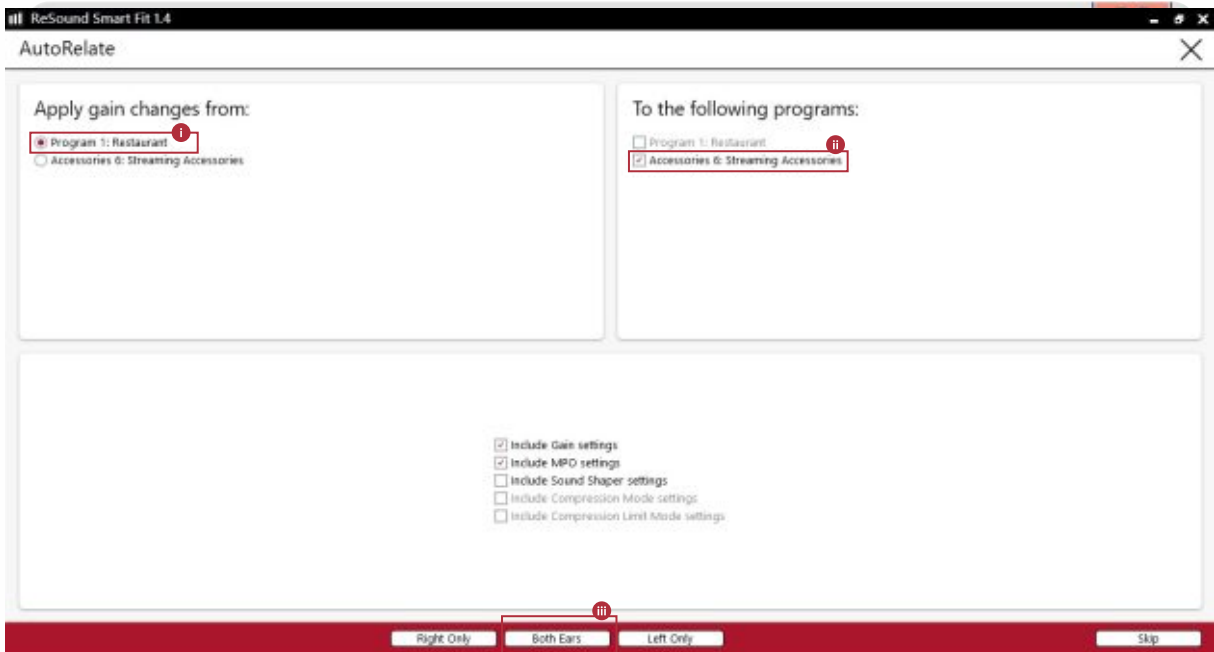 ReSound Smart Fit 1.4
AutoRelate
Apply gain changes from:
i
Program 1: Restaurant
Accessories 6: Streaming Accessories
To the following programs:
Program 1: Restaurant
ii
Accessories 6: Streaming Accessories
Include Gain settings
Include MPO settings
Include Sound Shaper settings
Include Compression Mode settings
Include Compression Limit Mode settings
iii
Right Only Both Ears Left Only Skip